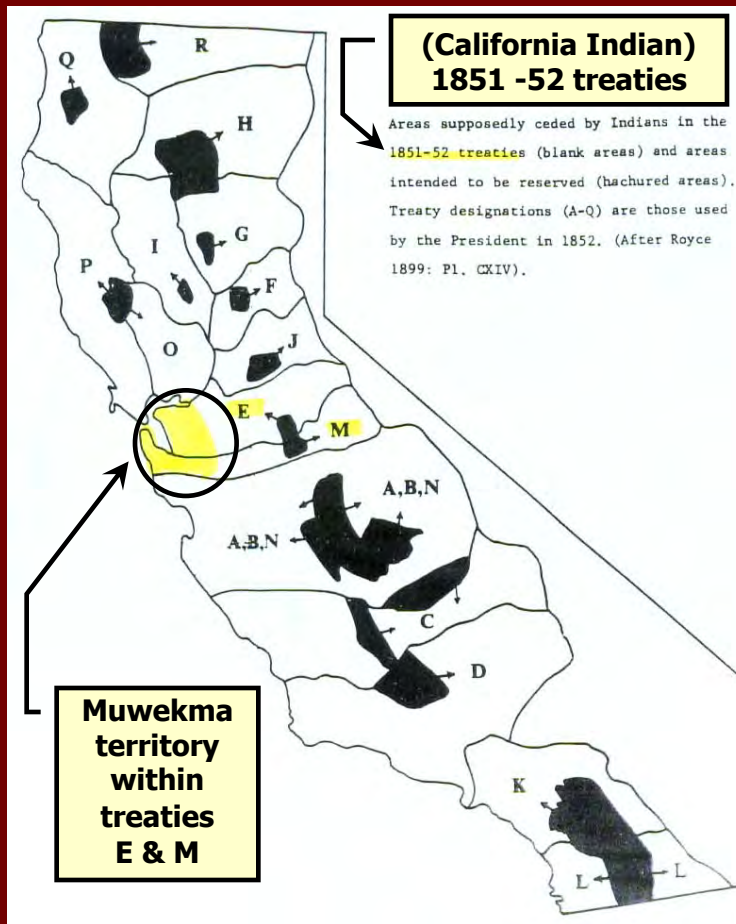 (California Indian)
1851 -52 treaties
Areas supposedly ceded by Indians in the
1851-52 treaties (blank areas) and areas
intended to be reserved (hachured areas).
Treaty designations (A-Q) are those used
by the President in 1852. (After Royce
1899: Pl. CXIV).
Q
R
H
G
I
P
F
O
J
E
M
A,B,N
A,B,N
C
D
K
L
L
Muwekma
territory
within
treaties
E & M